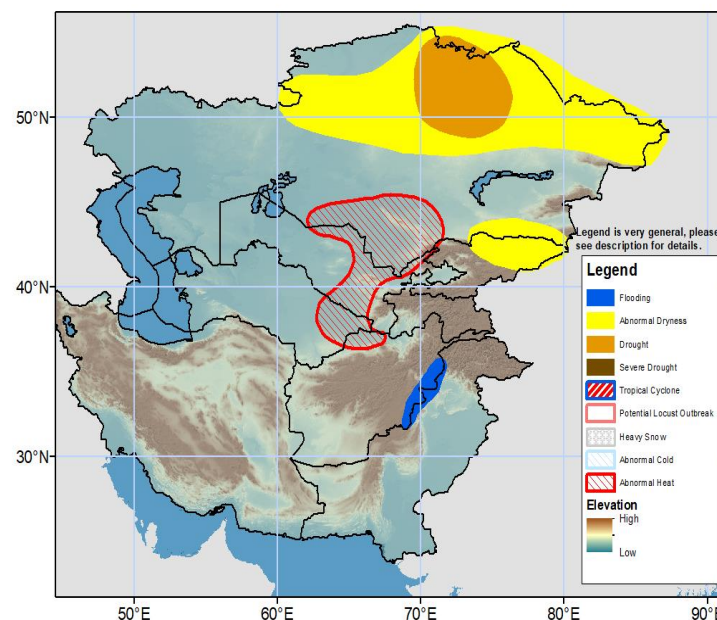 50°N
40°N
30°N
50°E
60°E
70°E
80°E
90°
Legend is very general, please
see description for details.
Legend
Flooding
Abnormal Dryness
Drought
Severe Drought
Tropical Cyclone
Potential Locust Outbreak
Heavy Snow
Abnormal Cold
Abnormal Heat
Elevation
High
Low